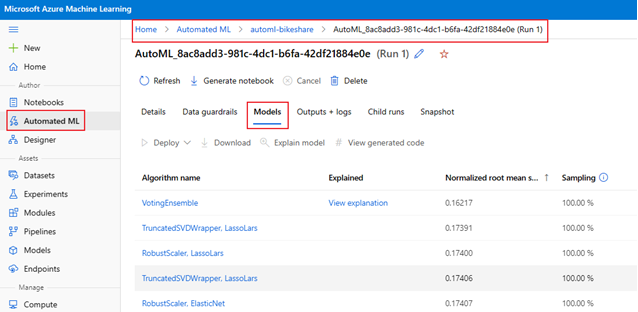 Microsoft Azure Machine Learning
Home > Automated ML > automl-bikeshare > AutoML_8ac8add3-981c-4dc1-b6fa-42df21884e0e (Run 1)
New
Home
Author
Notebooks
Automated ML
Designer
Assets
Datasets
Experiments
Modules
Pipelines
Models
Endpoints
Manage
Compute
AutoML_8ac8add3-981c-4dc1-b6fa-42df21884e0e (Run 1)
Refresh Generate notebook Cancel Delete
Details Data guardrails Models Outputs + logs Child runs Snapshot
Deploy Download Explain model View generated code
Algorithm name Explained Normalized root mean s... ↑ Sampling
VotingEnsemble View explanation 0.16217 100.00 %
TruncatedSVDWrapper, LassoLars 0.17391 100.00 %
RobustScaler, LassoLars 0.17400 100.00 %
TruncatedSVDWrapper, LassoLars 0.17406 100.00 %
RobustScaler, ElasticNet 0.17407 100.00 %